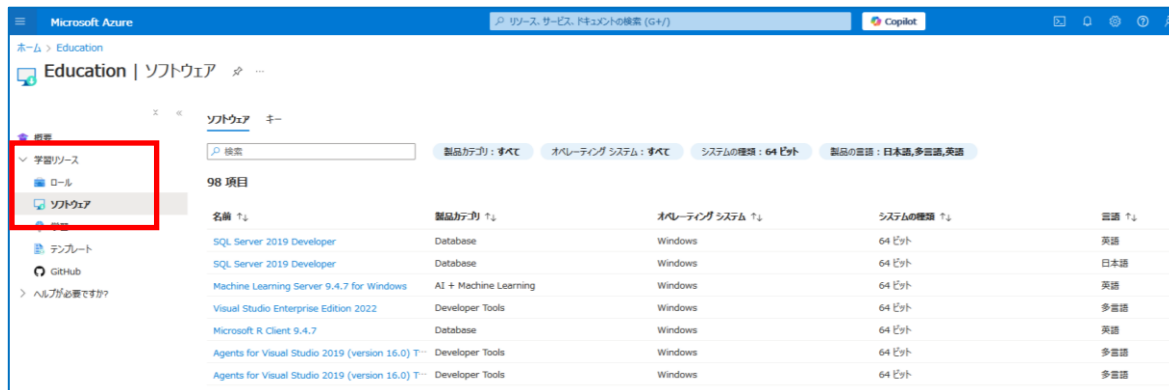 Microsoft Azure
リソース、サービス、ドキュメントの検索 (G+/)
Copilot
ホーム > Education
Education | ソフトウェア
概要
学習リソース
ロール
ソフトウェア
学習
テンプレート
GitHub
ヘルプが必要ですか?
ソフトウェア キー
検索
製品カテゴリ : すべて
オペレーティング システム : すべて
システムの種類 : 64 ビット
製品の言語 : 日本語,多言語,英語
98 項目
名前 製品カテゴリ オペレーティング システム システムの種類 言語
SQL Server 2019 Developer Database Windows 64 ビット 英語
SQL Server 2019 Developer Database Windows 64 ビット 日本語
Machine Learning Server 9.4.7 for Windows AI + Machine Learning Windows 64 ビット 英語
Visual Studio Enterprise Edition 2022 Developer Tools Windows 64 ビット 多言語
Microsoft R Client 9.4.7 Database Windows 64 ビット 英語
Agents for Visual Studio 2019 (version 16.0) T… Developer Tools Windows 64 ビット 多言語
Agents for Visual Studio 2019 (version 16.0) T… Developer Tools Windows 64 ビット 多言語